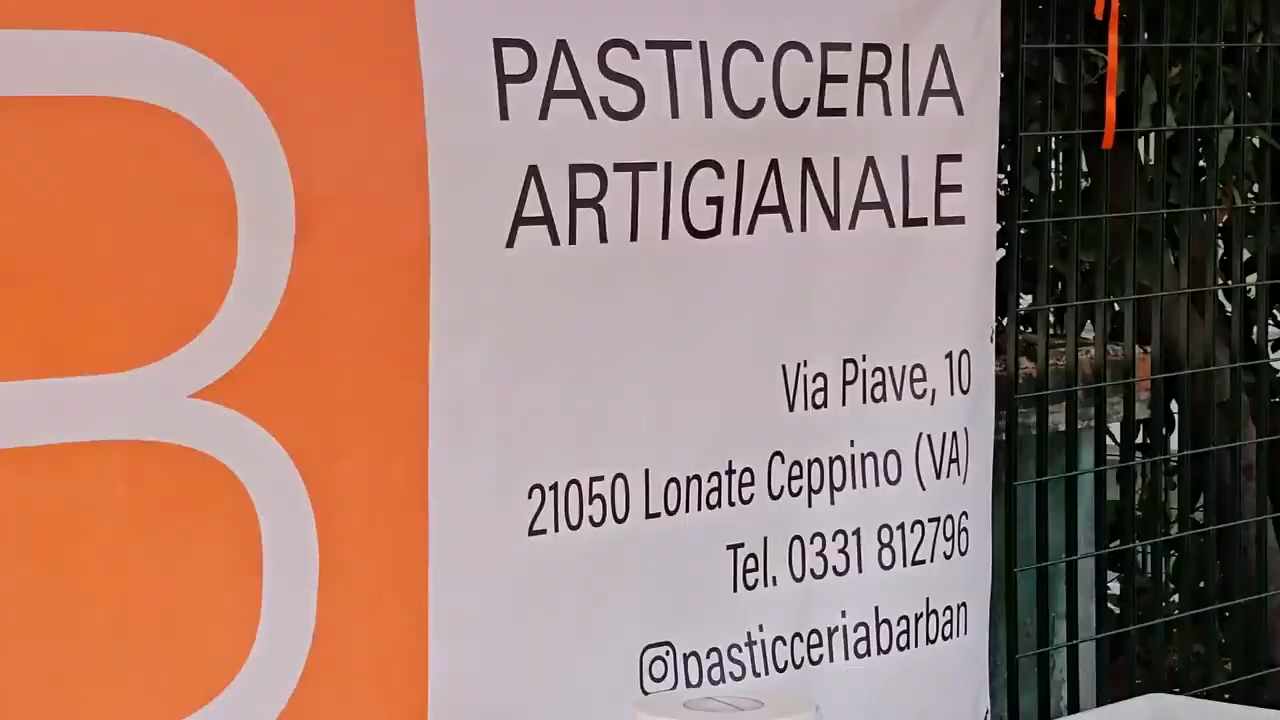 B
PASTICCERIA
ARTIGIANALE
Via Piave, 10
21050 Lonate Ceppino (VA)
Tel. 0331 812796
pasticceriabarban